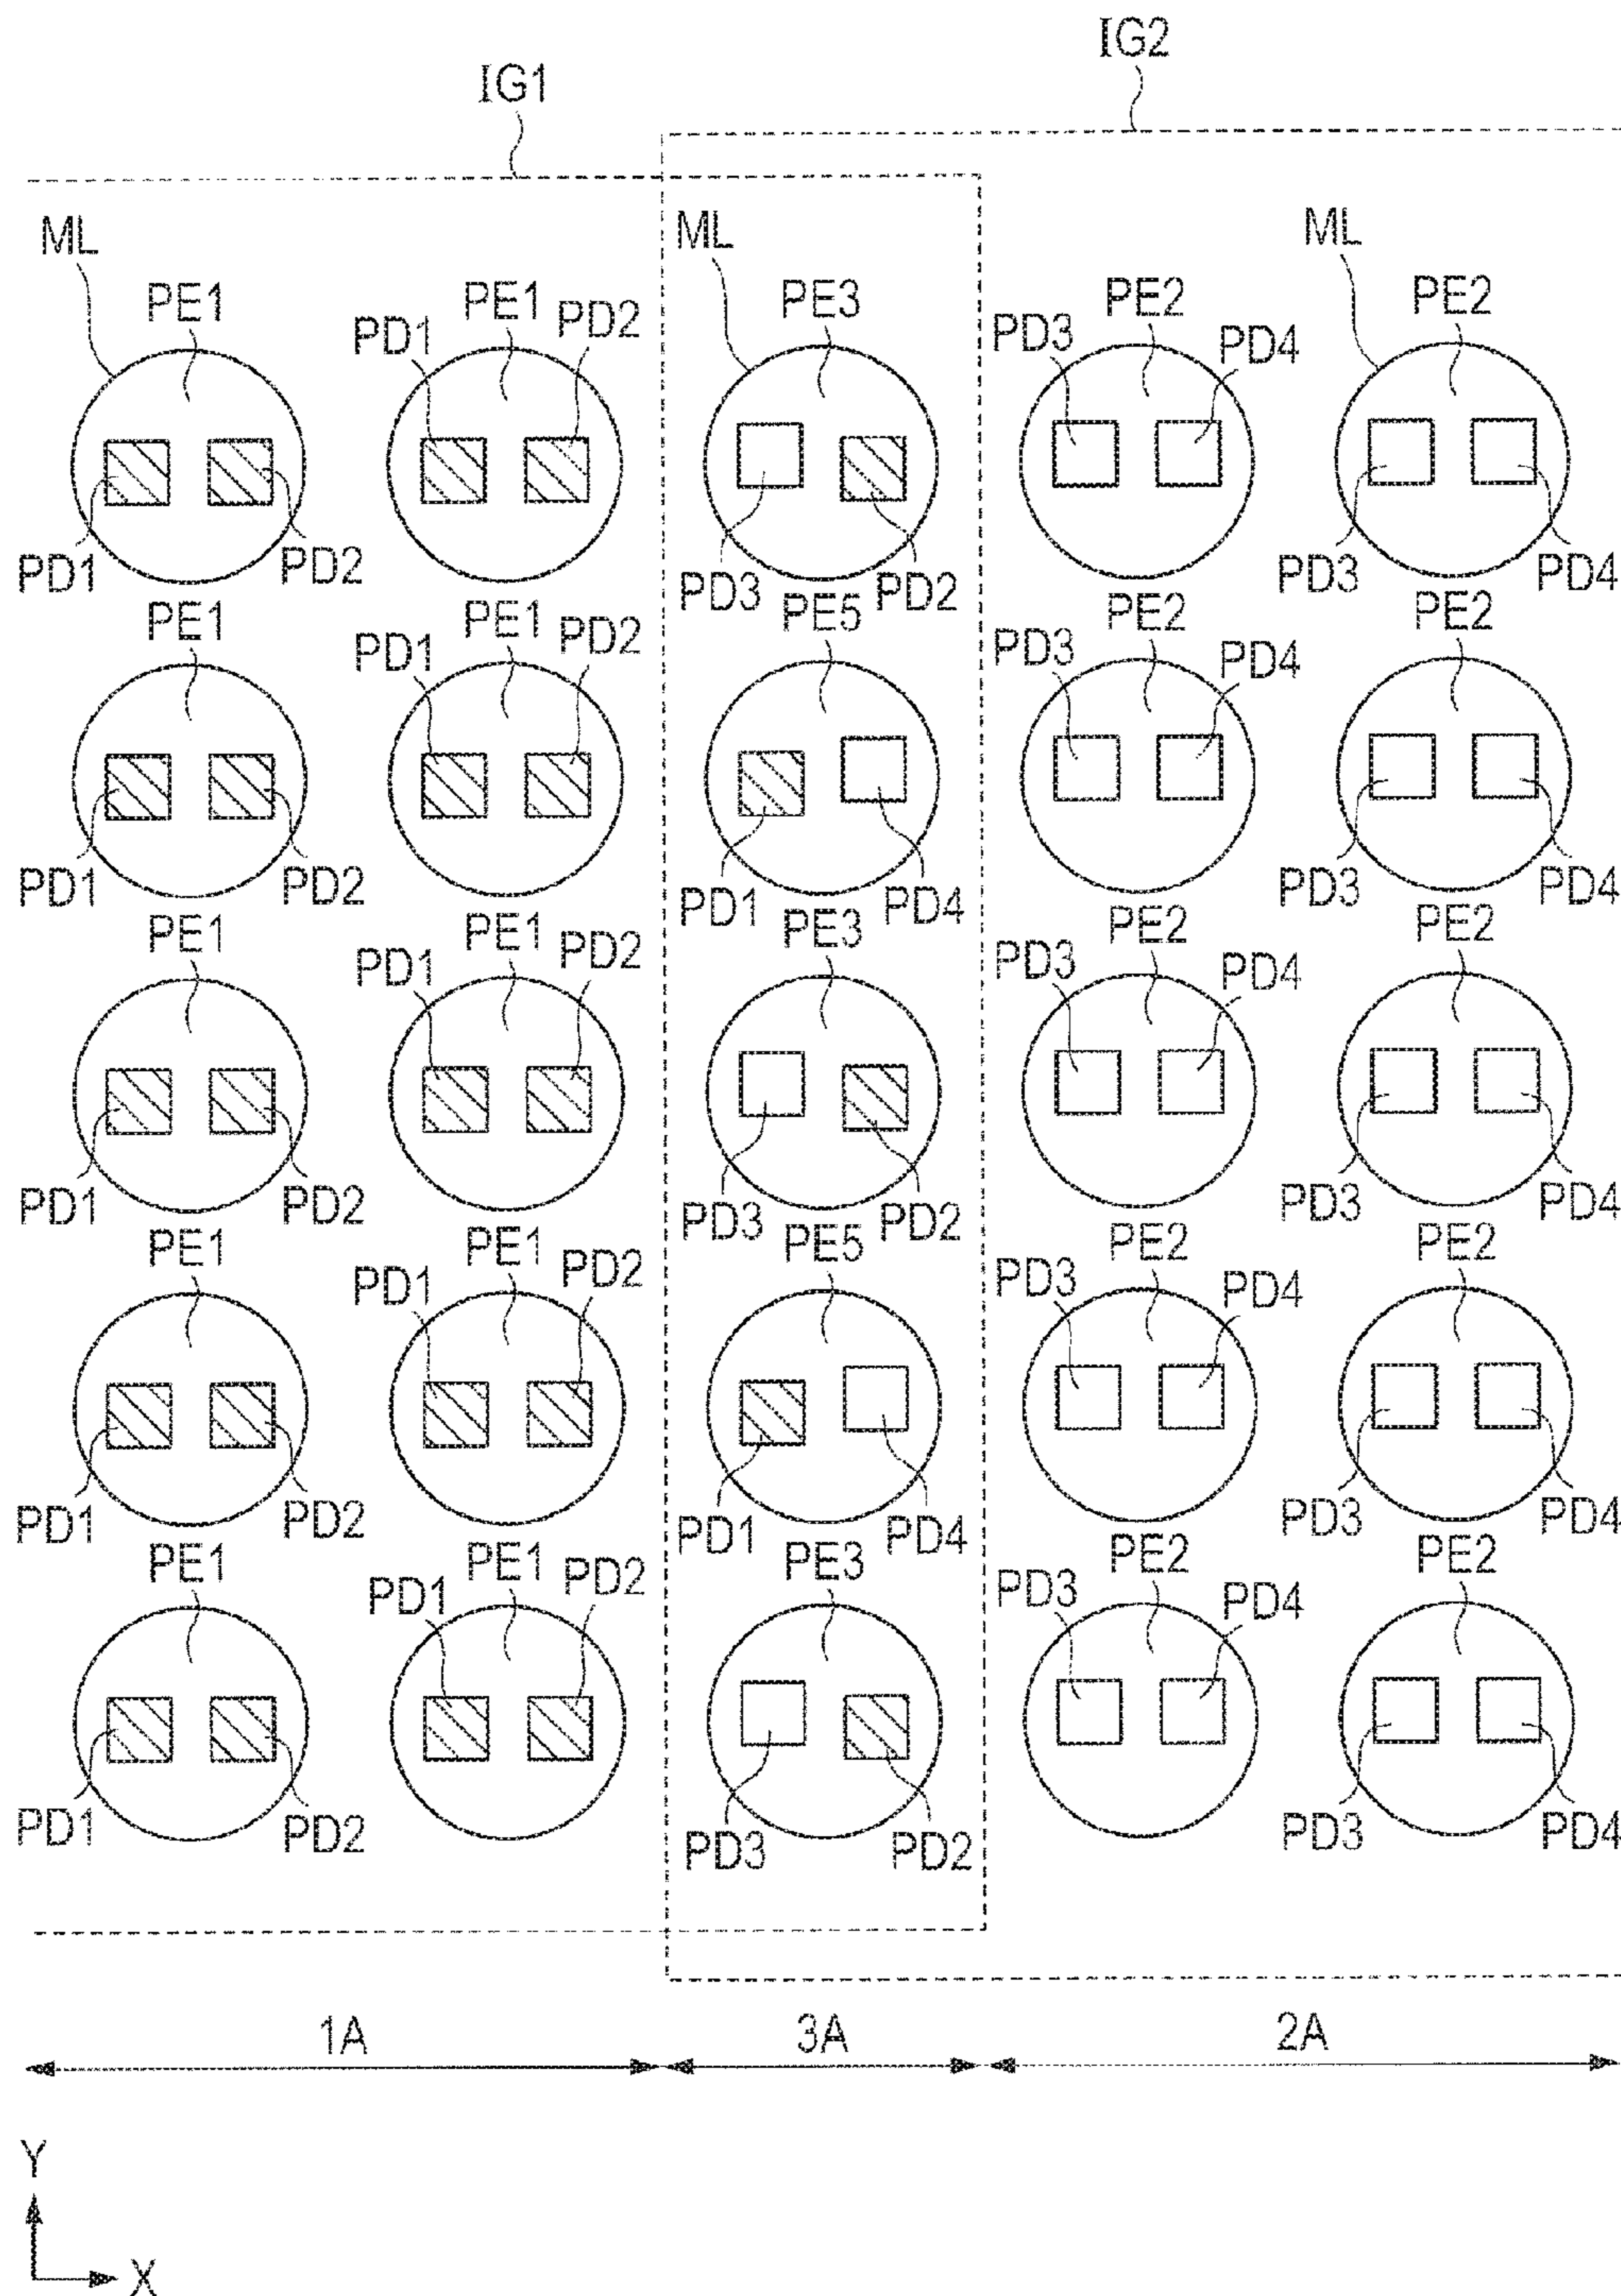 IG2
IG1
ML ML ML
PE1 PE1 PD2 PE3 PE2 PE2
PD1 PD3 PD4
PD1 PD2 PD3 PD2 PD3 PD4
PE1 PE1 PD2 PE5 PE2 PE2
PD1 PD3 PD4
PD1 PD2 PD1 PD4 PD3 PD4
PE1 PE1 PD2 PE3 PE2 PE2
PD1 PD3 PD4
PD1 PD2 PD3 PD2 PD3 PD4
PE1 PE1 PD2 PE5 PE2 PE2
PD1 PD3 PD4
PD1 PD2 PD1 PD4 PD3 PD4
PE1 PE1 PD2 PE3 PE2 PE2
PD1 PD3 PD4
PD1 PD2 PD3 PD2 PD3 PD4
1A 3A 2A
Y
X